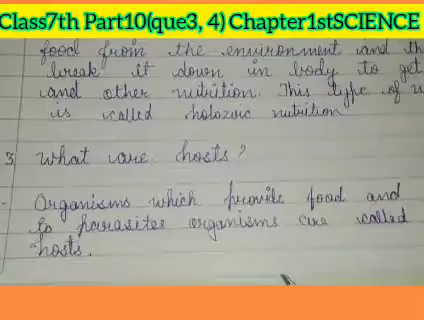 Class7th Part10(que3, 4) Chapter1stSCIENCE
food from the environment and th
break it down in body to get
and other nutrition. This type of n
is called holozoic nutrition
3 What are hosts?
- Organisms which provide food and
to parasites organisms are called
hosts.